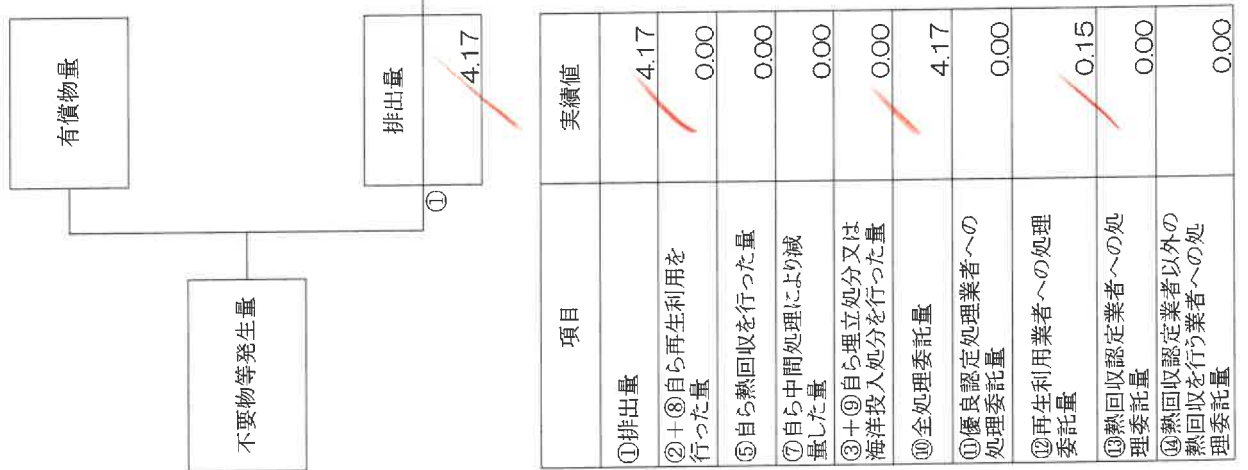 有償物量
不要物等発生量
①
排出量
4.17
項目
実績値
①排出量
4.17
②+⑧自ら再生利用を
行った量
0.00
⑤自ら熱回収を行った量
0.00
⑦自ら中間処理により減
量した量
0.00
③+⑨自ら埋立処分又は
海洋投入処分を行った量
0.00
⑩全処理委託量
4.17
⑪優良認定処理業者への
処理委託量
0.00
⑫再生利用業者への処理
委託量
0.15
⑬熱回収認定業者への処
理委託量
0.00
⑭熱回収認定業者以外の
熱回収を行う業者への処
理委託量
0.00